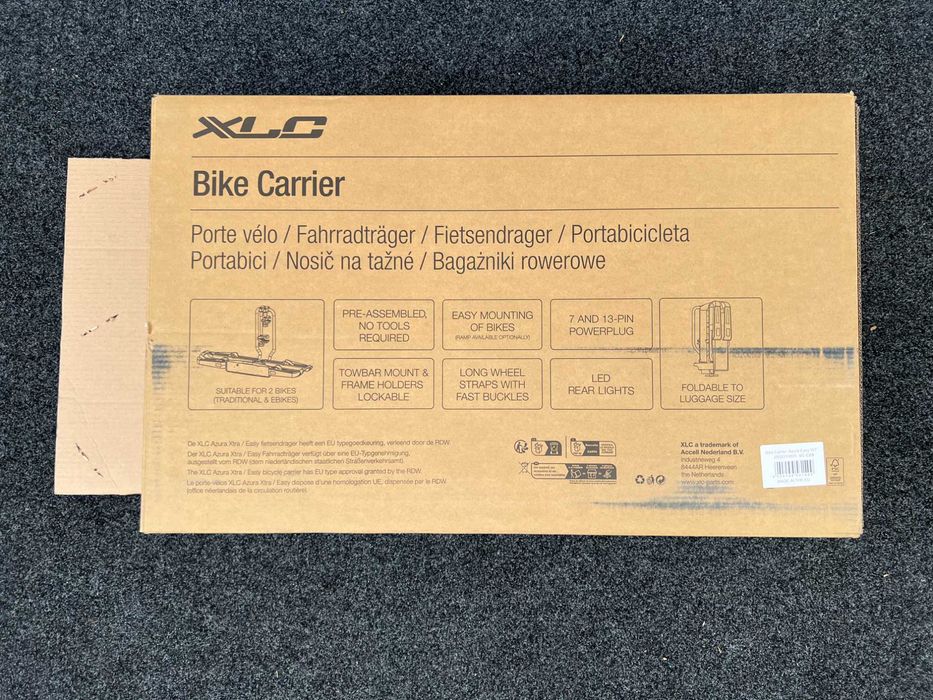 XLC
Bike Carrier
Porte vélo / Fahrradträger / Fietsendrager / Portabicicleta
Portabici / Nosič na tažné / Bagażniki rowerowe
SUITABLE FOR 2 BIKES
(TRADITIONAL & EBIKES)
PRE-ASSEMBLED,
NO TOOLS
REQUIRED
EASY MOUNTING
OF BIKES
(RAMP AVAILABLE OPTIONALLY)
7 AND 13-PIN
POWERPLUG
TOWBAR MOUNT &
FRAME HOLDERS
LOCKABLE
LONG WHEEL
STRAPS WITH
FAST BUCKLES
LED
REAR LIGHTS
FOLDABLE TO
LUGGAGE SIZE
De XLC Azura Xtra / Easy fietsendrager heeft een EU typegoedkeuring, verleend door de RDW.
Der XLC Azura Xtra / Easy Fahrradträger verfügt über eine EU-Typgenehmigung,
ausgestellt vom RDW (dem niederländischen staatlichen Straßenverkehrsamt).
The XLC Azura Xtra / Easy bicycle carrier has EU type approval granted by the RDW.
Le porte-vélos XLC Azura Xtra / Easy dispose d'une homologation UE, dispensée par le RDW
(office néerlandais de la circulation routière).
XLC a trademark of
Accell Nederland B.V.
Industrieweg 4
8444AR Heerenveen
the Netherlands
www.xlc-parts.com
FSC